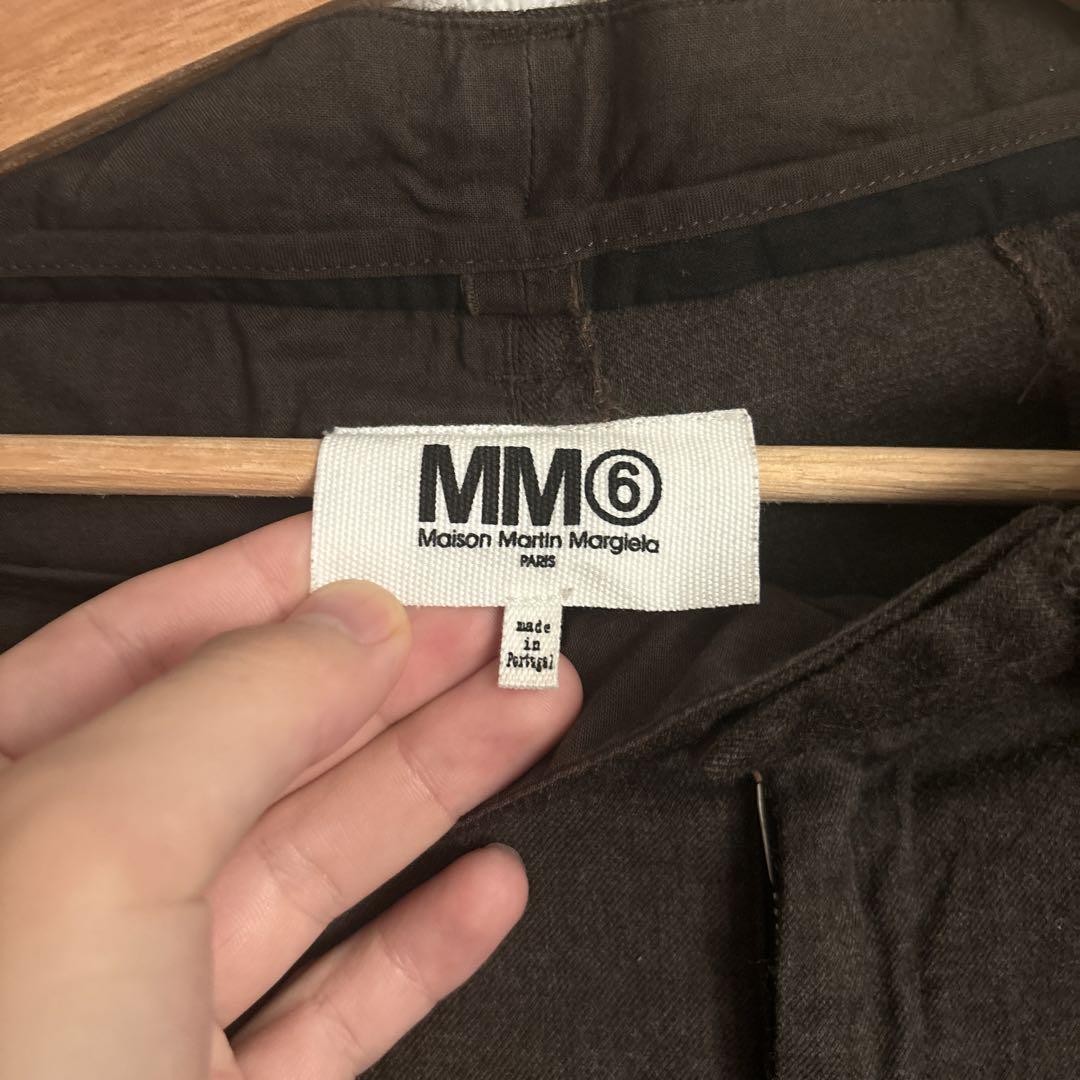 MM⑥
Maison Martin Margiela
PARIS
made
in
Portugal